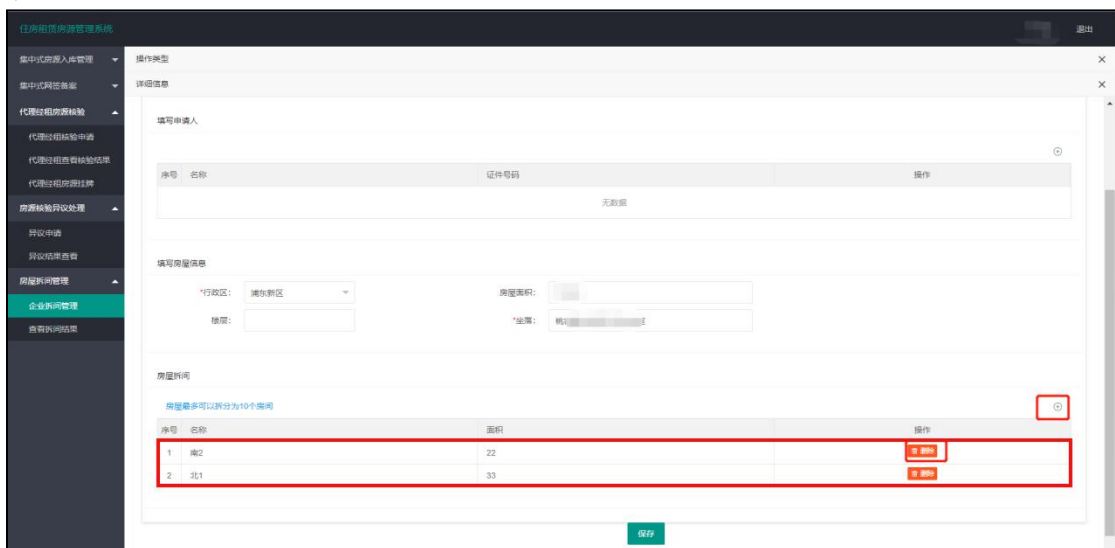 住房租赁房源管理系统
退出
集中式房源入库管理
集中式网签备案
代理经租房源核验
代理经租核验申请
代理经租查看核验结果
代理经租房源挂牌
房源核验异议处理
异议申请
异议结果查看
房屋拆间管理
企业拆间管理
查看拆间结果
操作类型
详细信息
填写申请人
序号 名称 证件号码 操作
无数据
填写房屋信息
*行政区: 浦东新区 房屋面积:
楼层: *坐落:
房屋拆间
房屋最多可以拆分为10个房间
序号 名称 面积 操作
1 南2 22 删除
2 北1 33 删除
保存